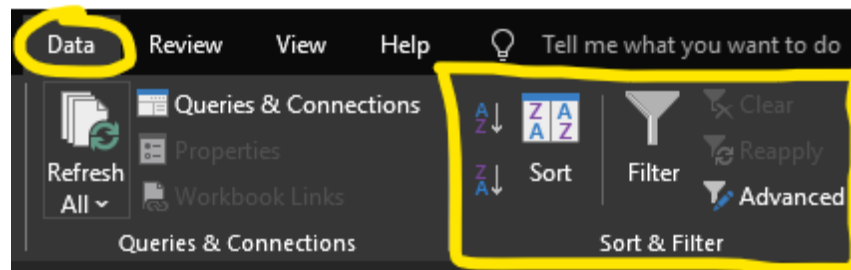 Data Review View Help Tell me what you want to do
Queries & Connections
Properties
Workbook Links
Refresh
All
Queries & Connections
A
Z
Z
A
Z A
A Z
Sort
Filter
Clear
Reapply
Advanced
Sort & Filter